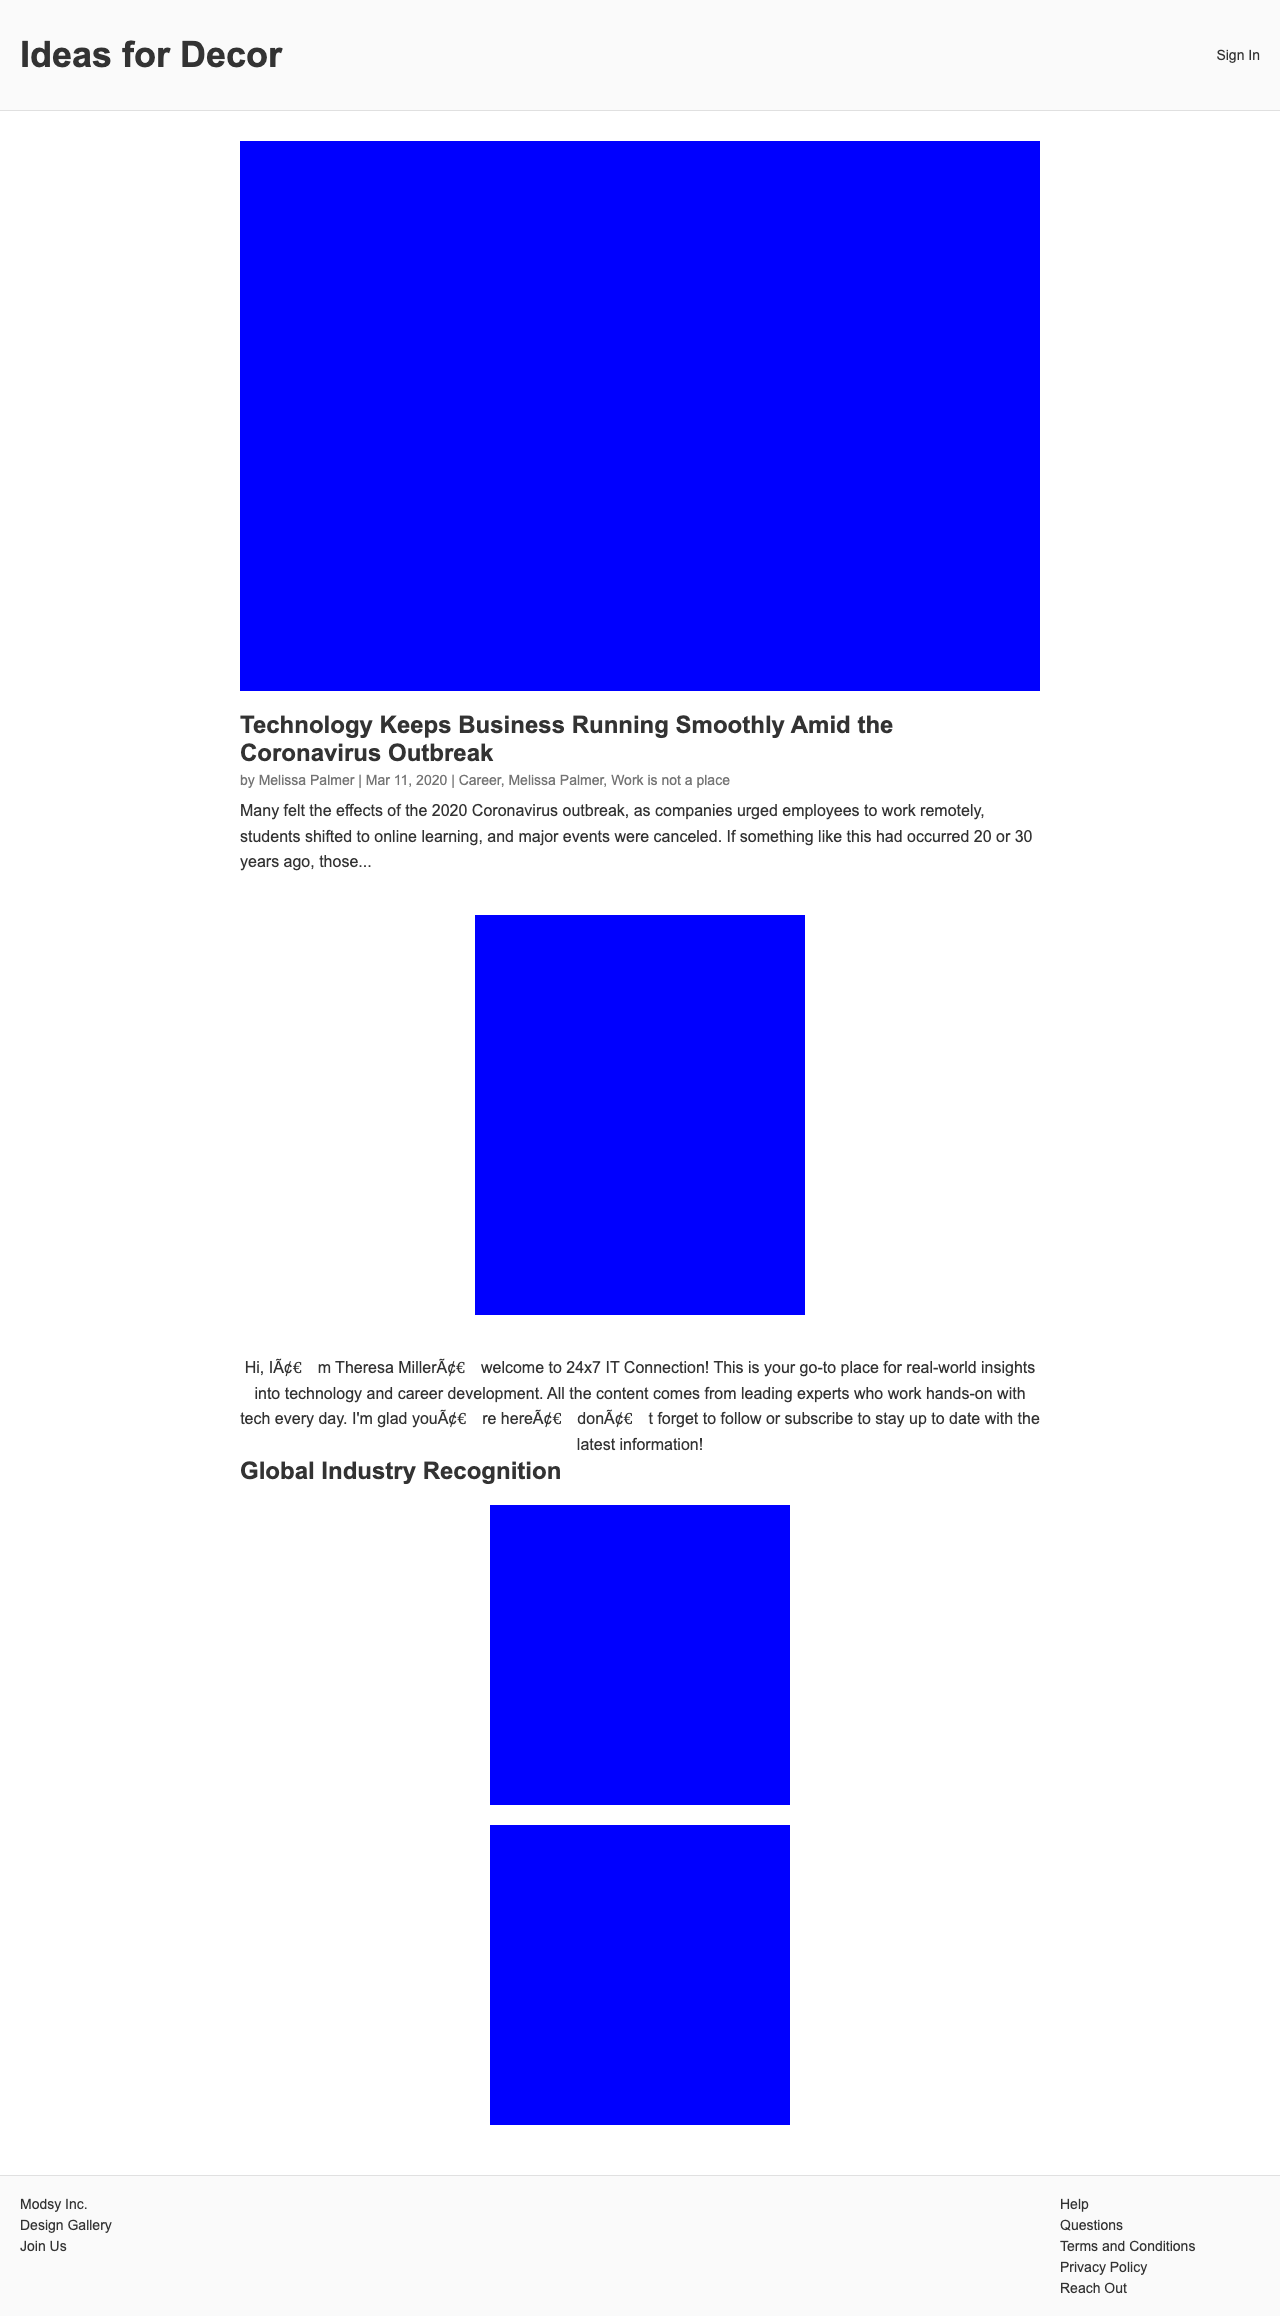 Ideas for Decor
Sign In
Technology Keeps Business Running Smoothly Amid the
Coronavirus Outbreak
by Melissa Palmer | Mar 11, 2020 | Career, Melissa Palmer, Work is not a place
Many felt the effects of the 2020 Coronavirus outbreak, as companies urged employees to work remotely,
students shifted to online learning, and major events were canceled. If something like this had occurred 20 or 30
years ago, those...
Hi, IÃ¢€ m Theresa MillerÃ¢€ welcome to 24x7 IT Connection! This is your go-to place for real-world insights
into technology and career development. All the content comes from leading experts who work hands-on with
tech every day. I'm glad youÃ¢€ re hereÃ¢€ donÃ¢€ t forget to follow or subscribe to stay up to date with the
latest information!
Global Industry Recognition
Modsy Inc.
Design Gallery
Join Us
Help
Questions
Terms and Conditions
Privacy Policy
Reach Out